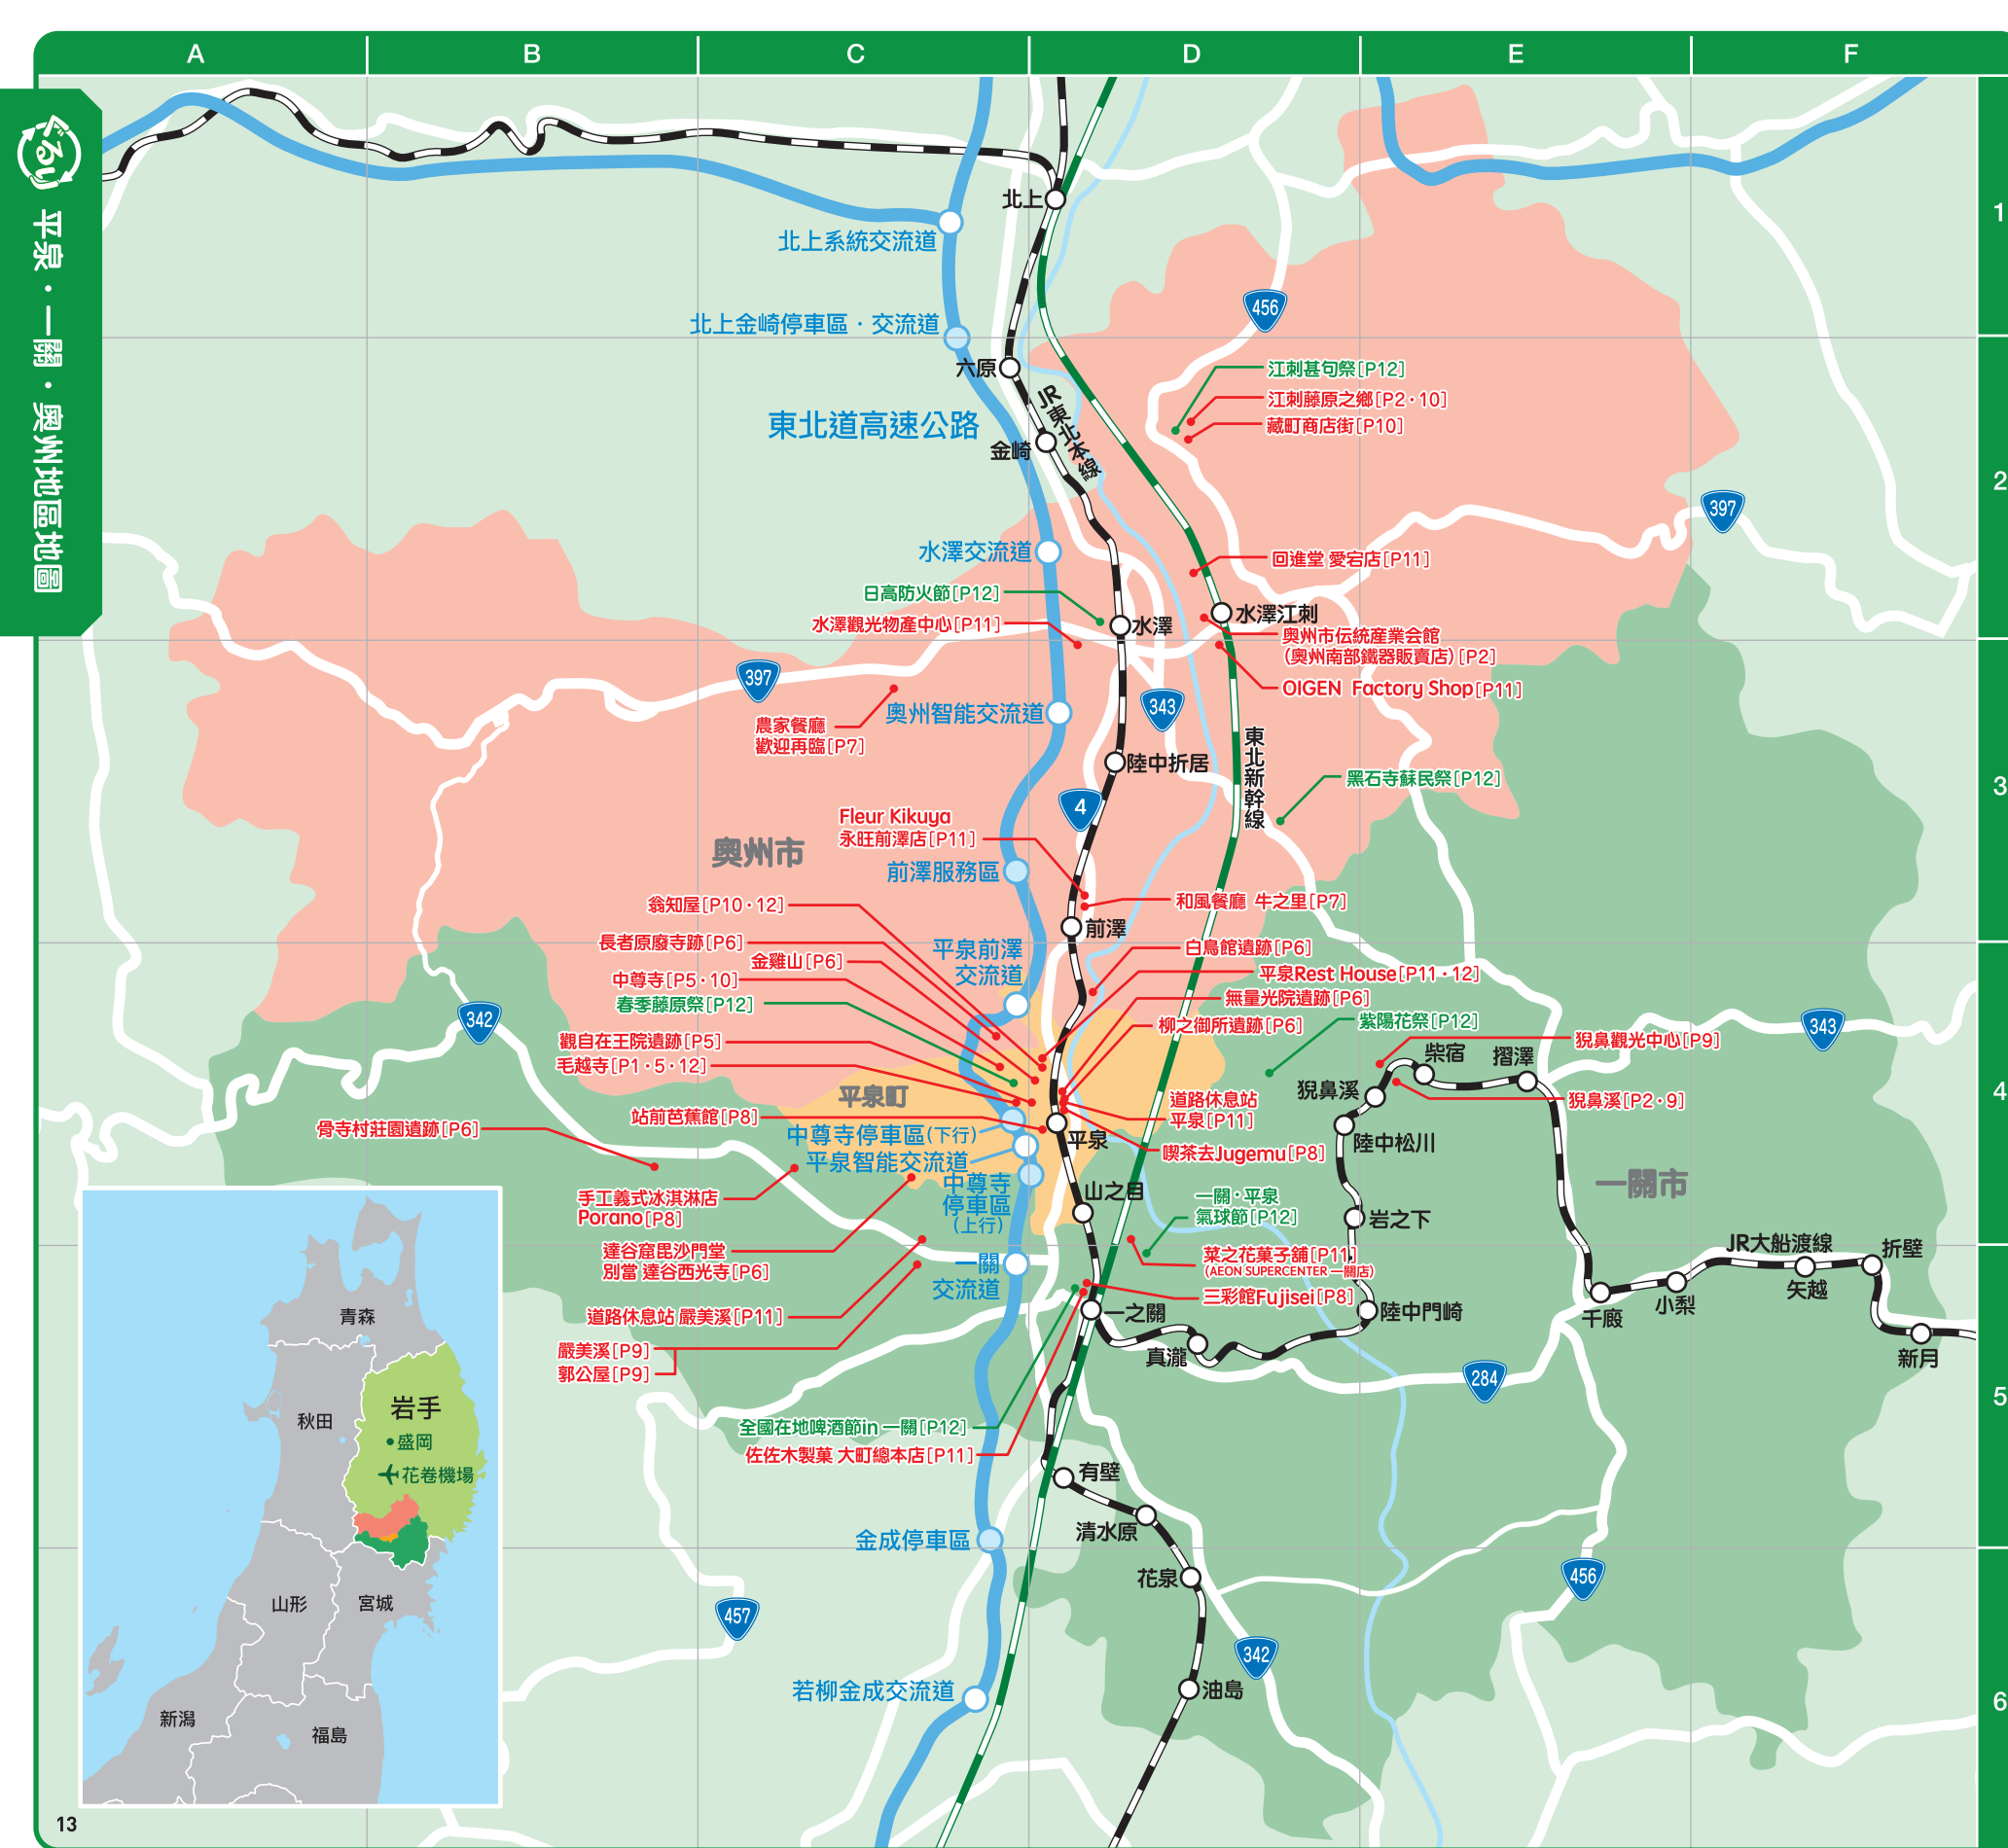 A
B
C
D
E
F
1
2
3
4
5
6
ぐるり
平泉・一關・奧州地區地圖
北上
北上系統交流道
北上金崎停車區・交流道
456
六原
江刺甚句祭[P12]
江刺藤原之鄉[P2・10]
藏町商店街[P10]
東北道高速公路
JR東北本線
金崎
397
水澤交流道
回進堂 愛宕店[P11]
日高防火節[P12]
水澤觀光物產中心[P11]
水澤
水澤江刺
奧州市伝統産業会館
(奧州南部鐵器販賣店)[P2]
OIGEN Factory Shop[P11]
397
343
農家餐廳
歡迎再臨[P7]
奧州智能交流道
東北新幹線
陸中折居
黑石寺蘇民祭[P12]
4
Fleur Kikuya
永旺前澤店[P11]
奧州市
前澤服務區
翁知屋[P10・12]
和風餐廳 牛之里[P7]
前澤
長者原廢寺跡[P6]
平泉前澤
交流道
白鳥館遺跡[P6]
金雞山[P6]
平泉Rest House[P11・12]
中尊寺[P5・10]
春季藤原祭[P12]
無量光院遺跡[P6]
342
柳之御所遺跡[P6]
紫陽花祭[P12]
343
觀自在王院遺跡[P5]
猊鼻觀光中心[P9]
毛越寺[P1・5・12]
柴宿
摺澤
平泉町
猊鼻溪
道路休息站
平泉[P11]
猊鼻溪[P2・9]
站前芭蕉館[P8]
骨寺村莊園遺跡[P6]
中尊寺停車區(下行)
平泉
陸中松川
平泉智能交流道
喫茶去Jugemu[P8]
中尊寺
停車區
(上行)
一關市
手工義式冰淇淋店
Porano[P8]
山之目
一關・平泉
氣球節[P12]
岩之下
達谷窟毘沙門堂
別當 達谷西光寺[P6]
一關
交流道
菜之花菓子舖[P11]
(AEON SUPERCENTER 一關店)
JR大船渡線
折壁
矢越
三彩館Fujisei[P8]
道路休息站 嚴美溪[P11]
一之關
陸中門崎
千廄
小梨
新月
嚴美溪[P9]
郭公屋[P9]
真瀧
284
全國在地啤酒節in 一關[P12]
佐佐木製菓 大町總本店[P11]
有壁
清水原
金成停車區
花泉
456
457
342
若柳金成交流道
油島
青森
秋田
岩手
盛岡
花卷機場
山形
宮城
新潟
福島
13